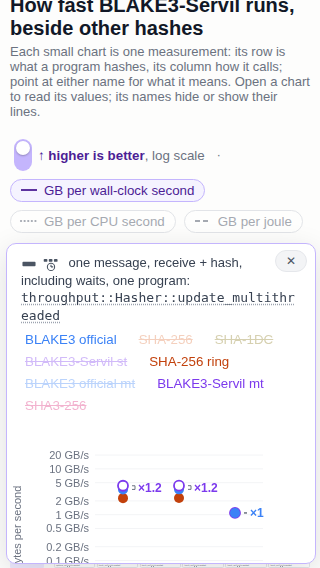 How fast BLAKE3-Servil runs,
beside other hashes
Each small chart is one measurement: its row is
what a program hashes, its column how it calls;
point at either name for what it means. Open a chart
to read its values; its names hide or show their
lines.
↑ higher is better, log scale ·
GB per wall-clock second
GB per CPU second GB per joule
one message, receive + hash,
including waits, one program:
throughput::Hasher::update_multithr
eaded
BLAKE3 official SHA-256 SHA-1DC
BLAKE3-Servil st SHA-256 ring
BLAKE3 official mt BLAKE3-Servil mt
SHA3-256
20 GB/s
10 GB/s
5 GB/s
×1.2 ×1.2
2 GB/s
1 GB/s
×1
0.5 GB/s
0.2 GB/s
0.1 GB/s
ytes per second